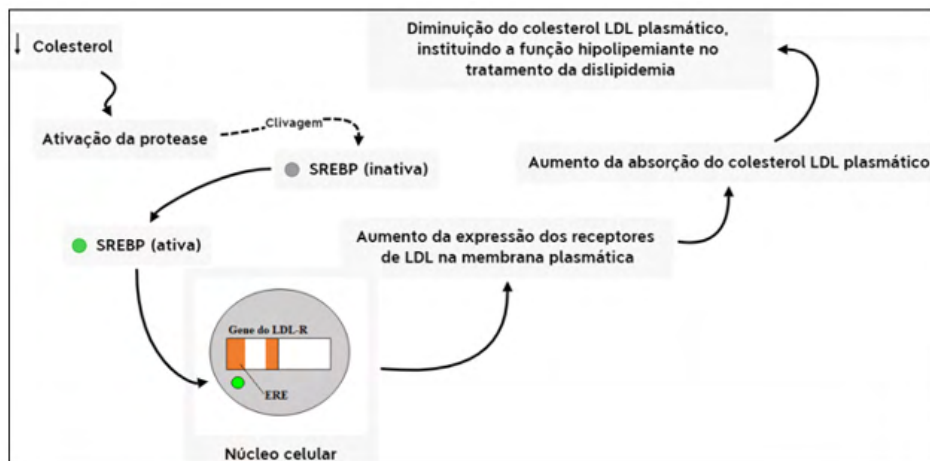 ↓ Colesterol
Ativação da protease
Clivagem
SREBP (inativa)
SREBP (ativa)
Gene do LDL-R
ERE
Núcleo celular
Aumento da expressão dos receptores
de LDL na membrana plasmática
Aumento da absorção do colesterol LDL plasmático
Diminuição do colesterol LDL plasmático,
instituindo a função hipolipemiante no
tratamento da dislipidemia